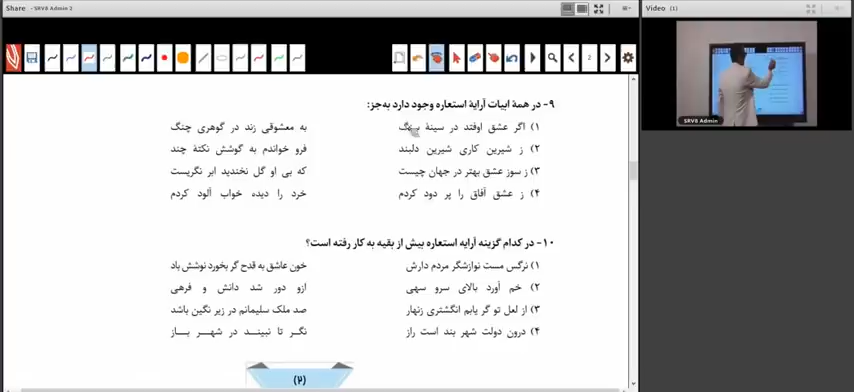 Share - SRV8 Admin 2
Video (1)
2
SRV8 Admin
۹- در همهٔ ابیات آرایهٔ استعاره وجود دارد به‌جز:
۱) اگر عشق اوفتد در سینهٔ سنگ به معشوقی زند در گوهری چنگ
۲) ز شیرین کاری شیرین دلبند فرو خواندم به گوشش نکتهٔ چند
۳) ز سوز عشق بهتر در جهان چیست که بی او گل نخندید ابر نگریست
۴) ز عشق آفاق را پر دود کردم خرد را دیده خواب آلود کردم
۱۰- در کدام گزینه آرایه استعاره بیش از بقیه به کار رفته است؟
۱) نرگس مست نوازشگر مردم دارش خون عاشق به قدح گر بخورد نوشش باد
۲) خم آورد بالای سرو سهی ازو دور شد دانش و فرهی
۳) از لعل تو گر یابم انگشتری زنهار صد ملک سلیمانم در زیر نگین باشد
۴) درون دولت شهر بند است راز نگر تا نبیند در شهر باز
(۲)